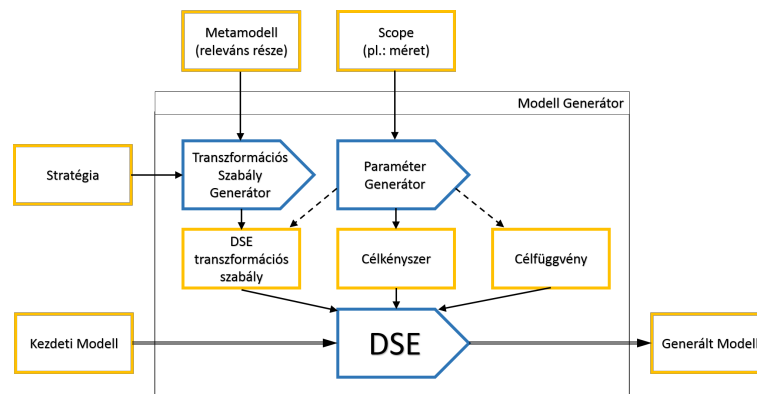 Metamodell
(releváns része)
Scope
(pl.: méret)
Modell Generátor
Stratégia
Transzformációs
Szabály
Generátor
Paraméter
Generátor
DSE
transzformációs
szabály
Célkényszer
Célfüggvény
Kezdeti Modell
DSE
Generált Modell